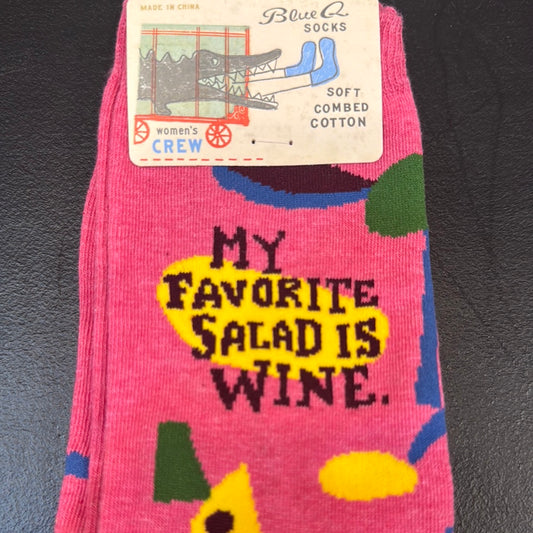 MADE IN CHINA
Blue Q
SOCKS
SOFT
COMBED
COTTON
women's
CREW
MY
FAVORITE
SALAD IS
WINE.